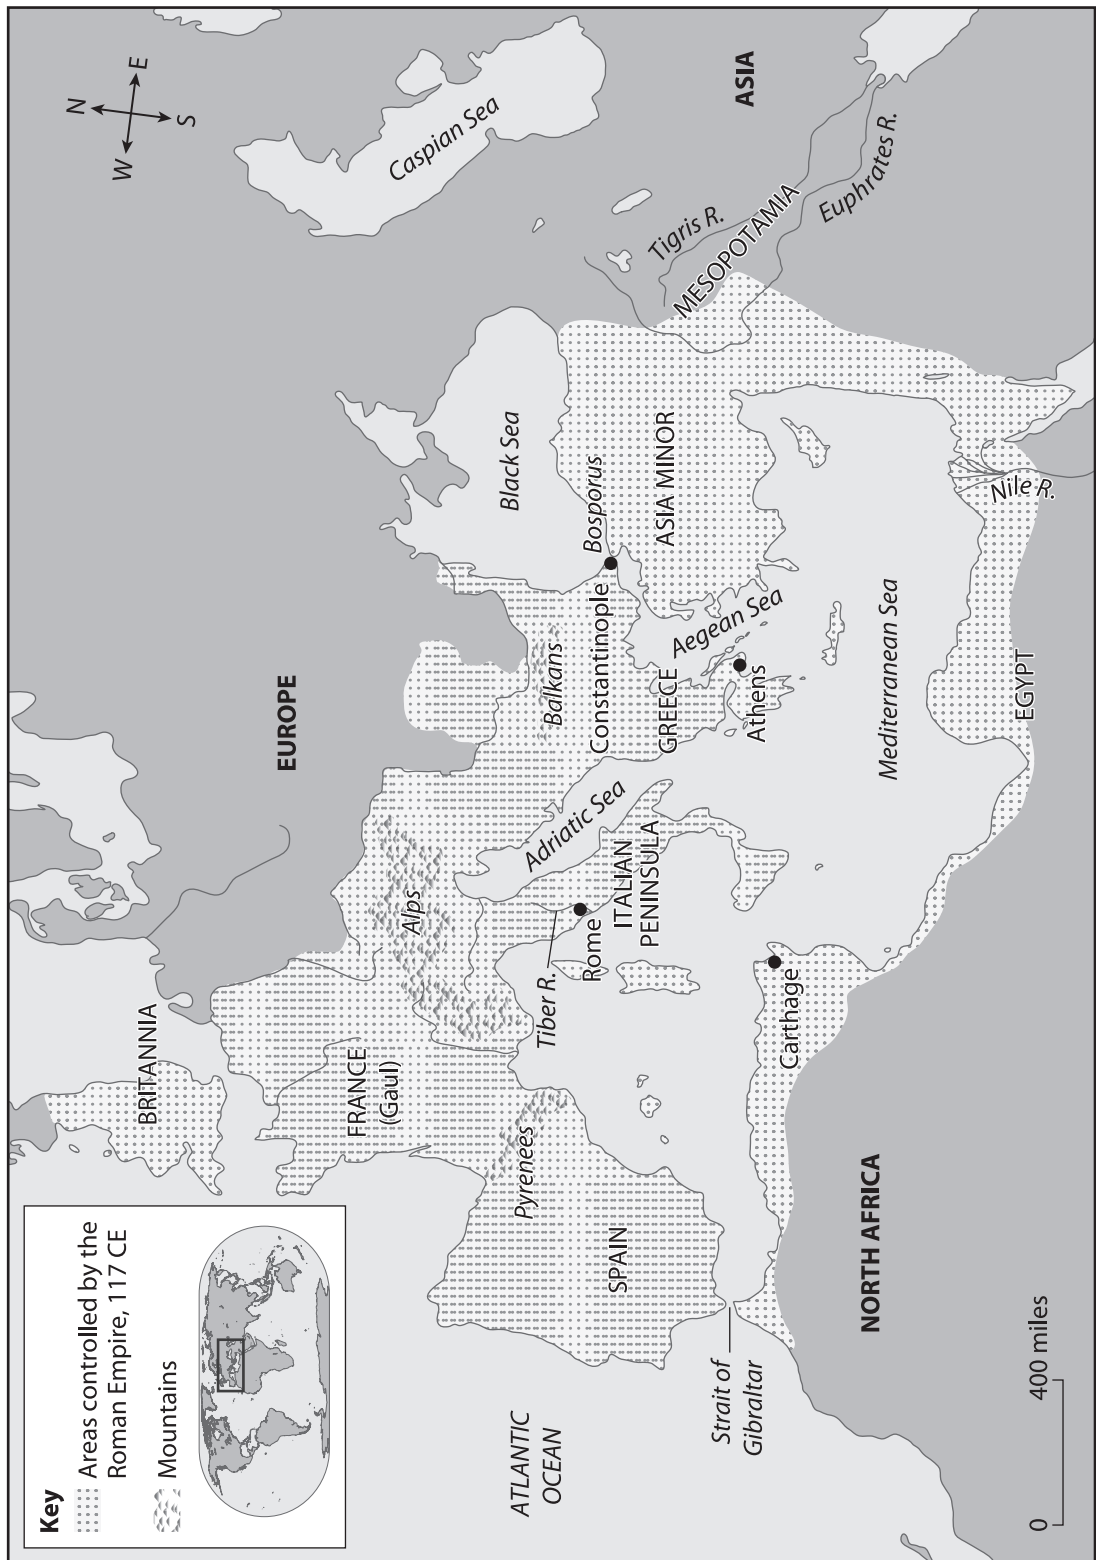 Key
Areas controlled by the
Roman Empire, 117 CE
Mountains
N
W
E
S
BRITANNIA
EUROPE
ASIA
FRANCE
(Gaul)
Alps
Caspian Sea
Black Sea
Pyrenees
Tiber R.
Adriatic Sea
Balkans
Bosporus
ATLANTIC
OCEAN
SPAIN
Rome
ITALIAN
PENINSULA
Constantinople
GREECE
Aegean Sea
ASIA MINOR
Tigris R.
MESOPOTAMIA
Euphrates R.
Strait of
Gibraltar
Carthage
Athens
Mediterranean Sea
NORTH AFRICA
EGYPT
Nile R.
0
400 miles